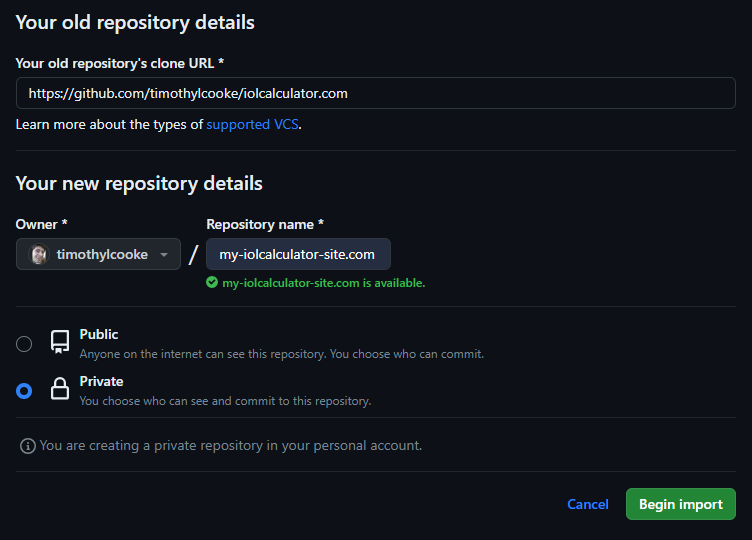 Your old repository details
Your old repository's clone URL *
https://github.com/timothylcooke/iolcalculator.com
Learn more about the types of supported VCS.
Your new repository details
Owner *
Repository name *
timothylcooke
/
my-iolcalculator-site.com
my-iolcalculator-site.com is available.
Public
Anyone on the internet can see this repository. You choose who can commit.
Private
You choose who can see and commit to this repository.
You are creating a private repository in your personal account.
Cancel
Begin import